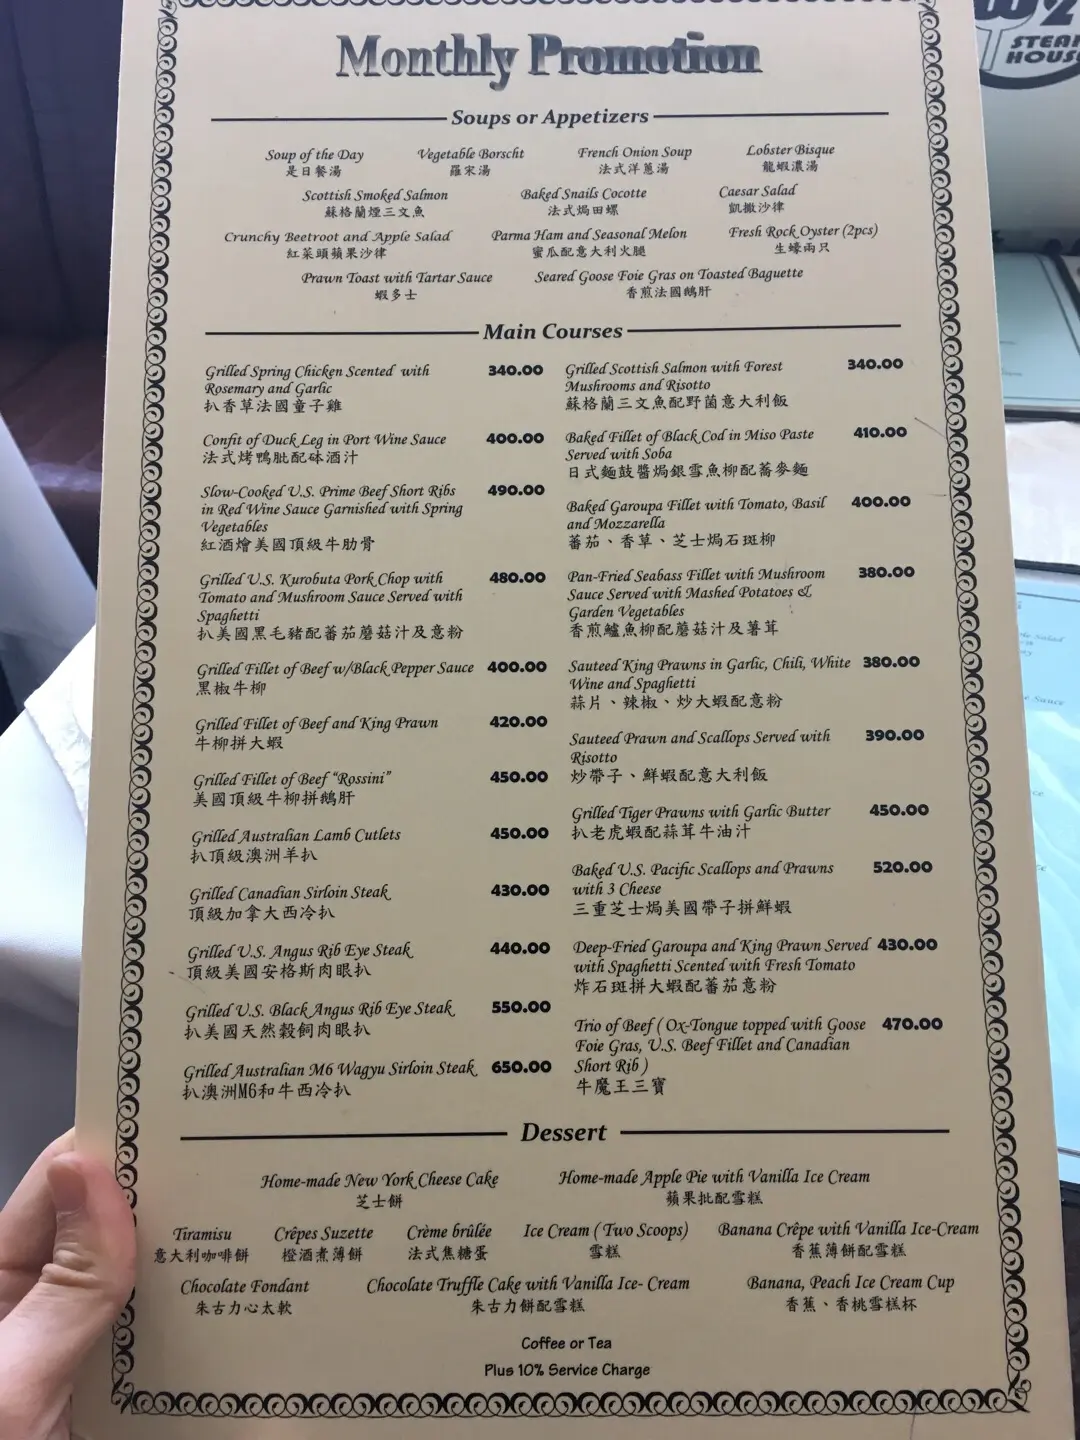 Monthly Promotion
STEAK
HOUSE
Soups or Appetizers
Soup of the Day Vegetable Borscht French Onion Soup Lobster Bisque
是日餐湯 羅宋湯 法式洋蔥湯 龍蝦濃湯
Scottish Smoked Salmon Baked Snails Cocotte Caesar Salad
蘇格蘭煙三文魚 法式焗田螺 凱撒沙律
Crunchy Beetroot and Apple Salad Parma Ham and Seasonal Melon Fresh Rock Oyster (2pcs)
紅菜頭蘋果沙律 蜜瓜配意大利火腿 生蠔兩只
Prawn Toast with Tartar Sauce Seared Goose Foie Gras on Toasted Baguette
蝦多士 香煎法國鵝肝
Main Courses
Grilled Spring Chicken Scented with 340.00
Rosemary and Garlic
扒香草法國童子雞
Confit of Duck Leg in Port Wine Sauce 400.00
法式烤鴨肶配砵酒汁
Slow-Cooked U.S. Prime Beef Short Ribs 490.00
in Red Wine Sauce Garnished with Spring
Vegetables
紅酒燴美國頂級牛肋骨
Grilled U.S. Kurobuta Pork Chop with 480.00
Tomato and Mushroom Sauce Served with
Spaghetti
扒美國黑毛豬配蕃茄蘑菇汁及意粉
Grilled Fillet of Beef w/Black Pepper Sauce 400.00
黑椒牛柳
Grilled Fillet of Beef and King Prawn 420.00
牛柳拼大蝦
Grilled Fillet of Beef “Rossini” 450.00
美國頂級牛柳拼鵝肝
Grilled Australian Lamb Cutlets 450.00
扒頂級澳洲羊扒
Grilled Canadian Sirloin Steak 430.00
頂級加拿大西冷扒
Grilled U.S. Angus Rib Eye Steak 440.00
頂級美國安格斯肉眼扒
Grilled U.S. Black Angus Rib Eye Steak 550.00
扒美國天然穀飼肉眼扒
Grilled Australian M6 Wagyu Sirloin Steak 650.00
扒澳洲M6和牛西冷扒
Grilled Scottish Salmon with Forest 340.00
Mushrooms and Risotto
蘇格蘭三文魚配野菌意大利飯
Baked Fillet of Black Cod in Miso Paste 410.00
Served with Soba
日式麵鼓醬焗銀雪魚柳配蕎麥麵
Baked Garoupa Fillet with Tomato, Basil 400.00
and Mozzarella
蕃茄、香草、芝士焗石斑柳
Pan-Fried Seabass Fillet with Mushroom 380.00
Sauce Served with Mashed Potatoes &
Garden Vegetables
香煎鱸魚柳配蘑菇汁及薯茸
Sauteed King Prawns in Garlic, Chili, White 380.00
Wine and Spaghetti
蒜片、辣椒、炒大蝦配意粉
Sauteed Prawn and Scallops Served with 390.00
Risotto
炒帶子、鮮蝦配意大利飯
Grilled Tiger Prawns with Garlic Butter 450.00
扒老虎蝦配蒜茸牛油汁
Baked U.S. Pacific Scallops and Prawns 520.00
with 3 Cheese
三重芝士焗美國帶子拼鮮蝦
Deep-Fried Garoupa and King Prawn Served 430.00
with Spaghetti Scented with Fresh Tomato
炸石斑拼大蝦配蕃茄意粉
Trio of Beef ( Ox-Tongue topped with Goose 470.00
Foie Gras, U.S. Beef Fillet and Canadian
Short Rib )
牛魔王三寶
Dessert
Home-made New York Cheese Cake Home-made Apple Pie with Vanilla Ice Cream
芝士餅 蘋果批配雪糕
Tiramisu Crêpes Suzette Crème brûlée Ice Cream ( Two Scoops) Banana Crêpe with Vanilla Ice-Cream
意大利咖啡餅 橙酒煮薄餅 法式焦糖蛋 雪糕 香蕉薄餅配雪糕
Chocolate Fondant Chocolate Truffle Cake with Vanilla Ice- Cream Banana, Peach Ice Cream Cup
朱古力心太軟 朱古力餅配雪糕 香蕉、香桃雪糕杯
Coffee or Tea
Plus 10% Service Charge